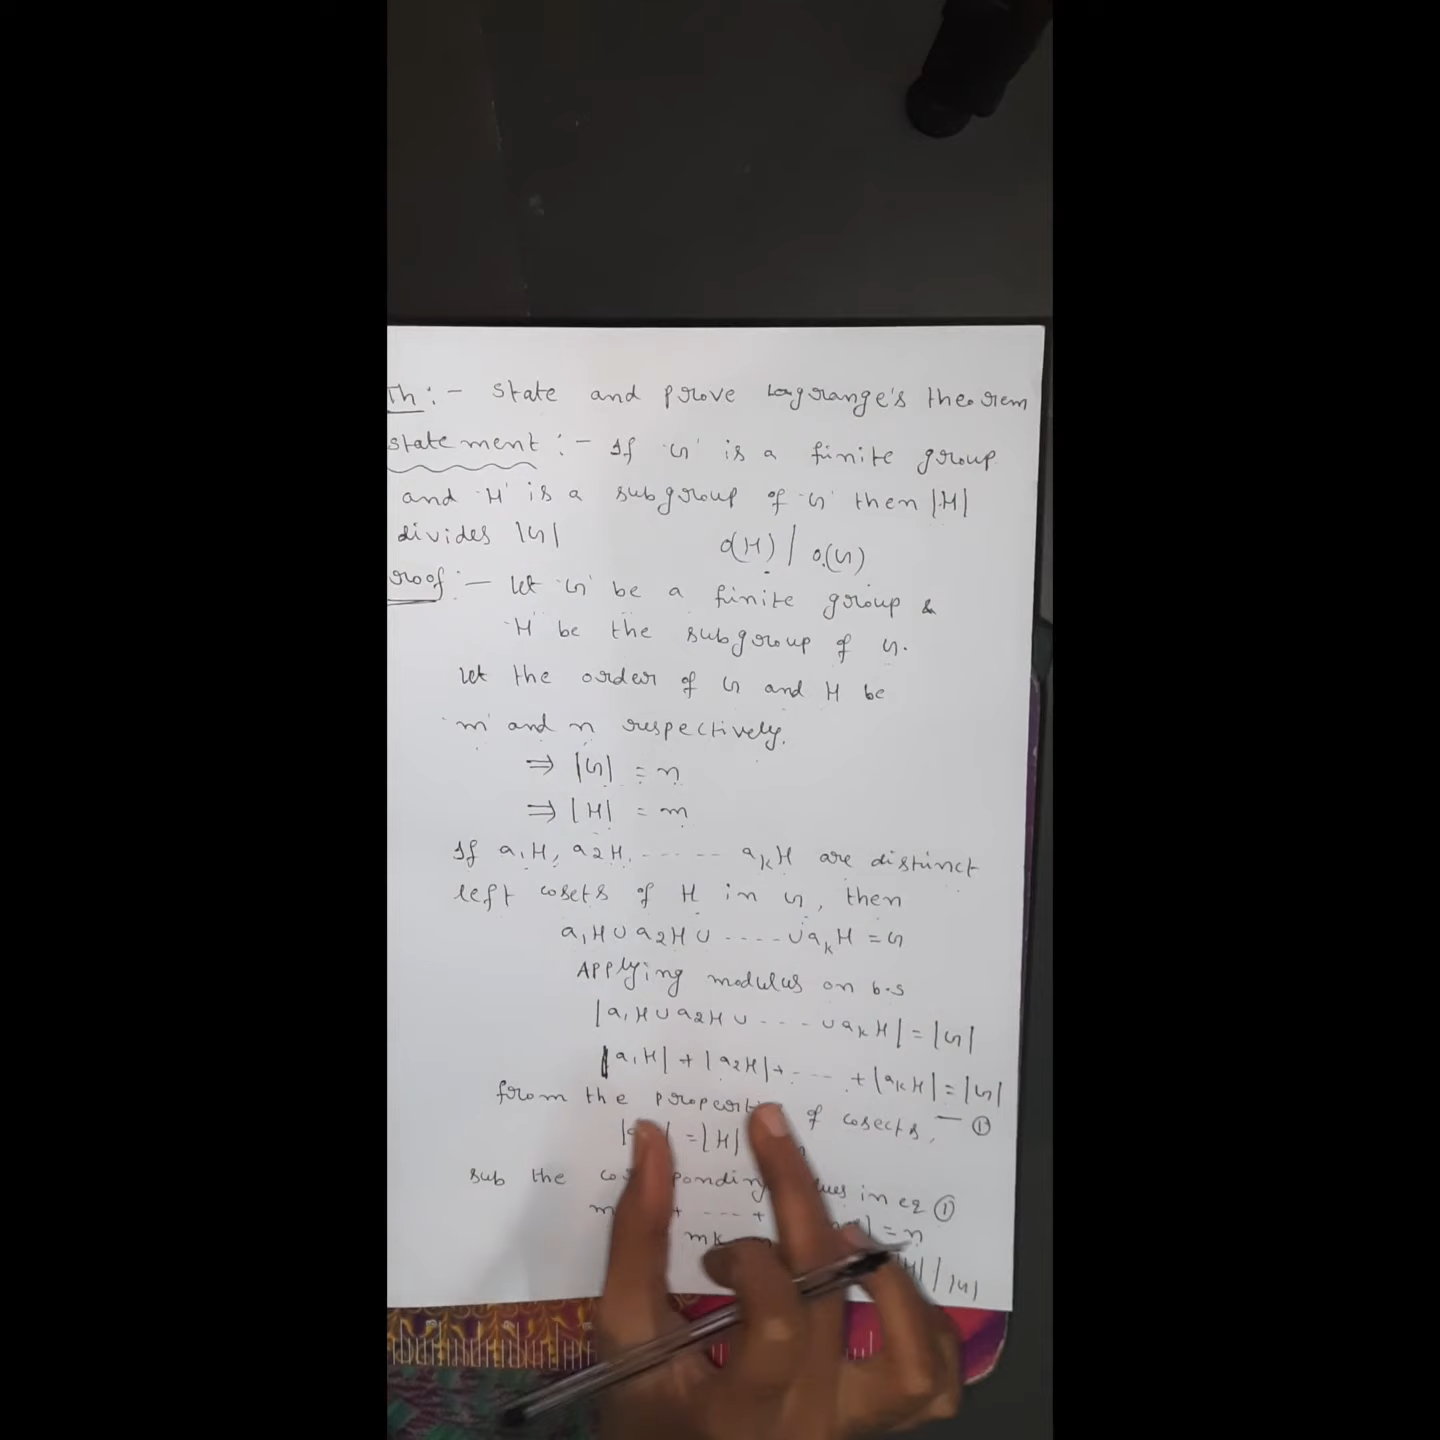 Th :- State and prove Lagrange's theorem
Statement :- If 'G' is a finite group
and 'H' is a subgroup of 'G' then |H|
divides |G| o(H) / o(G)
roof :- Let 'G' be a finite group &
'H' be the subgroup of G.
Let the order of G and H be
'm' and n respectively.
⇒ |G| = n
⇒ |H| = m
If a₁H, a₂H, ------ aₖH are distinct
left cosets of H in G, then
a₁H ∪ a₂H ∪ ----- ∪ aₖH = G
Applying modulus on b.s
|a₁H ∪ a₂H ∪ ---- ∪ aₖH| = |G|
|a₁H| + |a₂H| + ---- + |aₖH| = |G|
from the of cosects, — ①
= |H|
sub the in eq ①
+ ---- + = n
mk |H| / |G|